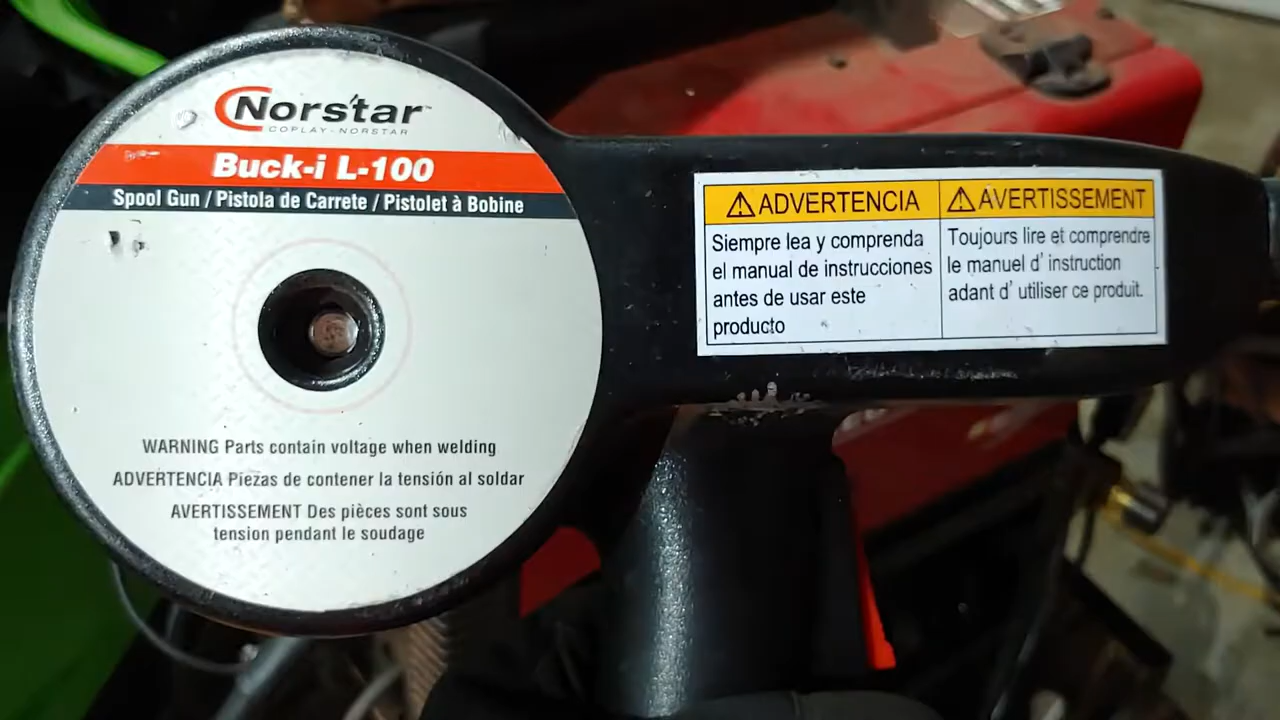 Norstar™
COPLAY-NORSTAR
Buck-i L-100
Spool Gun / Pistola de Carrete / Pistolet à Bobine
WARNING Parts contain voltage when welding
ADVERTENCIA Piezas de contener la tensión al soldar
AVERTISSEMENT Des pièces sont sous
tension pendant le soudage
⚠ADVERTENCIA
Siempre lea y comprenda
el manual de instrucciones
antes de usar este
producto
⚠AVERTISSEMENT
Toujours lire et comprendre
le manuel d' instruction
adant d' utiliser ce produit.